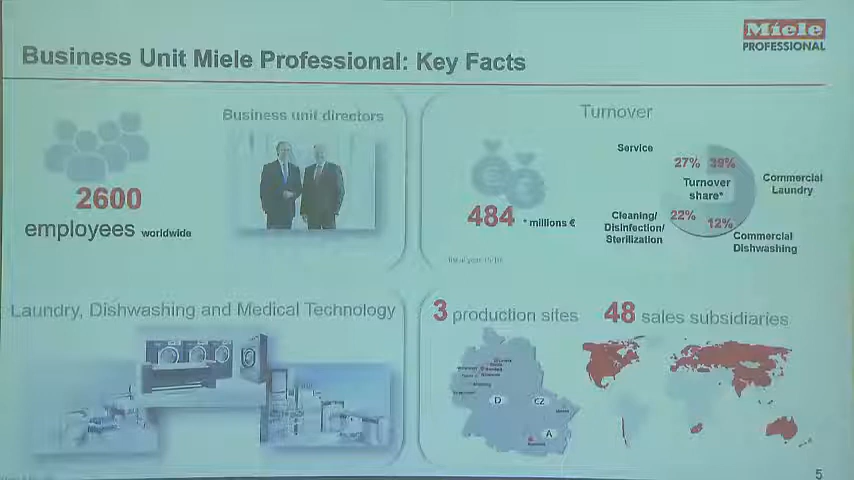 Miele
PROFESSIONAL
Business Unit Miele Professional: Key Facts
Business unit directors
2600
employees worldwide
Turnover
Service
27% 39%
Turnover
share*
Commercial
Laundry
484 * millions €
Cleaning/
Disinfection/
Sterilization
22%
12%
Commercial
Dishwashing
Laundry, Dishwashing and Medical Technology
3 production sites
48 sales subsidiaries
D
CZ
A
5